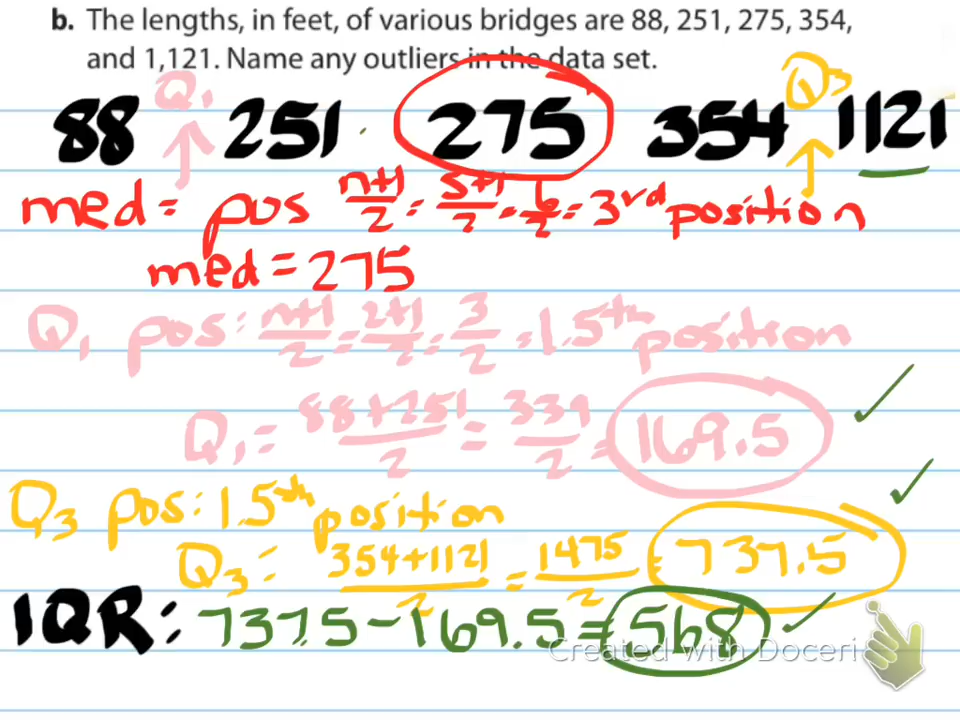 b. The lengths, in feet, of various bridges are 88, 251, 275, 354,
and 1,121. Name any outliers in the data set.
Q₁ Q₃
88 251 275 354 1121
med = pos n+1/2 = 5+1/2 = 6/2 = 3rd position
med = 275
Q₁ pos: n+1/2 = 2+1/2 = 3/2 = 1.5th position
Q₁ = 88+251/2 = 339/2 = 169.5
Q₃ pos: 1.5th position
Q₃ = 354+1121/2 = 1475/2 = 737.5
IQR: 737.5 - 169.5 = 568
Created with Doceri